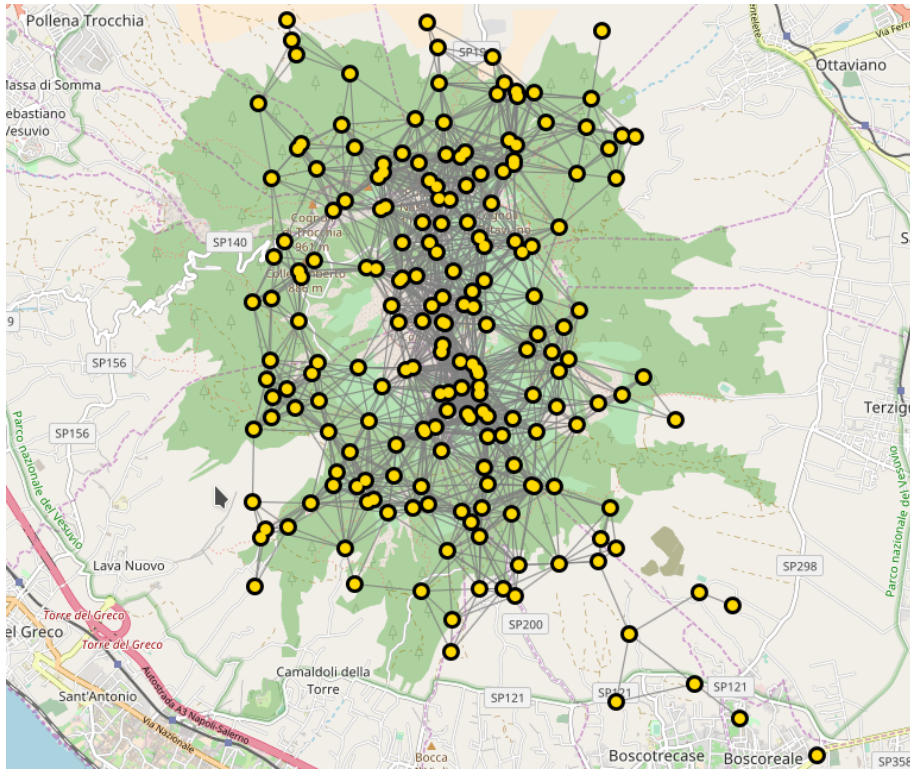 Pollena Trocchia
SP19
Via Ferr
Ottaviano
Massa di Somma
Sebastiano
Vesuvio
Cognoli
di Trocchia
961 m
SP140
Colle Umberto
888 m
9
SP156
Terzig
SP156
Parco nazionale del Vesuvio
Parco nazionale del Vesuvio
Lava Nuovo
SP298
Torre del Greco
el Greco
Torre del Greco
SP200
Camaldoli della
Torre
SP121
SP121
SP121
Sant'Antonio
Autostrada A3 Napoli-Salerno
Via Nazionale
Bocca
Boscotrecase
Boscoreale
SP358